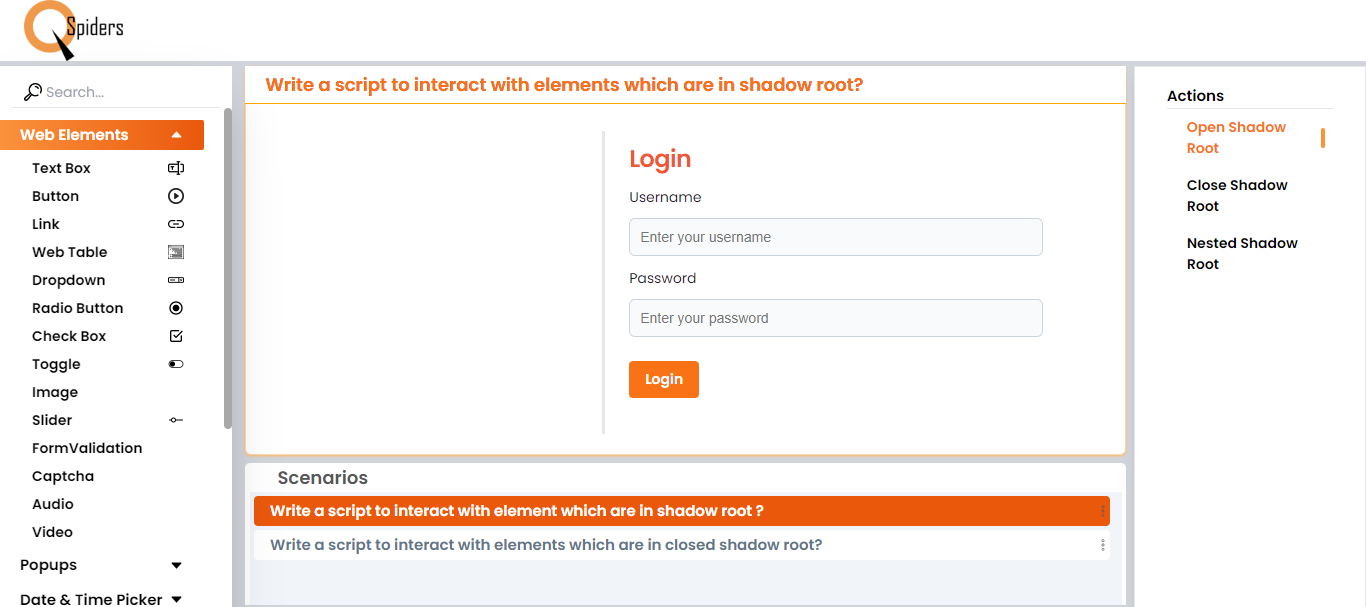 Spiders
Search...
Web Elements
Text Box
Button
Link
Web Table
Dropdown
Radio Button
Check Box
Toggle
Image
Slider
FormValidation
Captcha
Audio
Video
Popups
Date & Time Picker
Write a script to interact with elements which are in shadow root?
Login
Username
Enter your username
Password
Enter your password
Login
Scenarios
Write a script to interact with element which are in shadow root ?
Write a script to interact with elements which are in closed shadow root?
Actions
Open Shadow
Root
Close Shadow
Root
Nested Shadow
Root